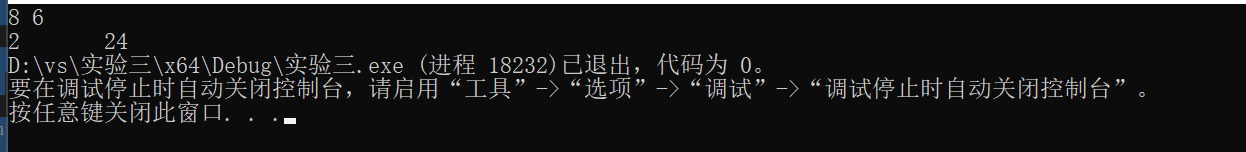 8 6
2      24
D:\vs\实验三\x64\Debug\实验三.exe (进程 18232)已退出，代码为 0。
要在调试停止时自动关闭控制台，请启用“工具”->“选项”->“调试”->“调试停止时自动关闭控制台”。
按任意键关闭此窗口. . .